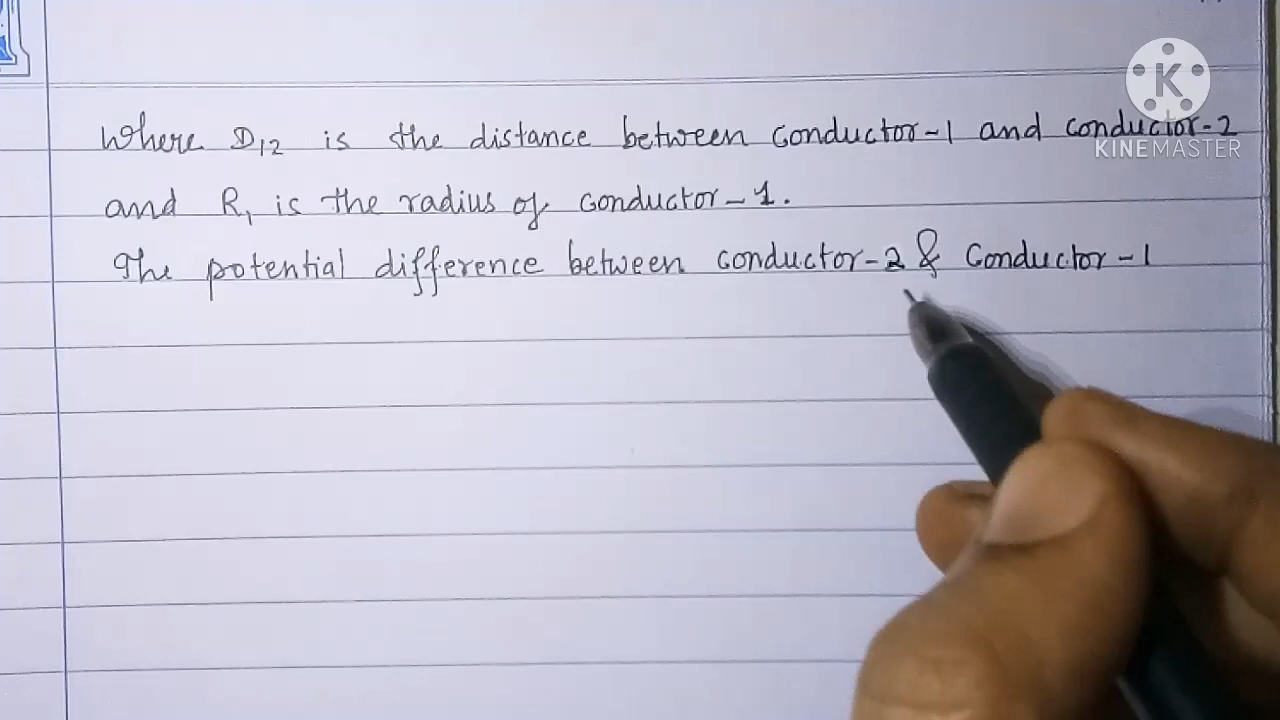 Where D12 is the distance between conductor-1 and conductor-2
and R1 is the radius of conductor-1.
The potential difference between conductor-2 & Conductor-1
K
KINEMASTER